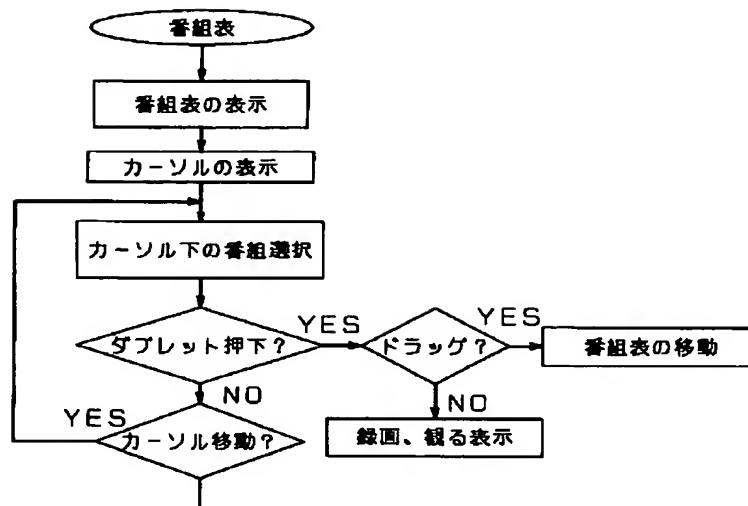 番組表
番組表の表示
カーソルの表示
カーソル下の番組選択
ダブレット押下?
YES
ドラッグ?
YES
番組表の移動
NO
NO
YES
カーソル移動?
録画、観る表示